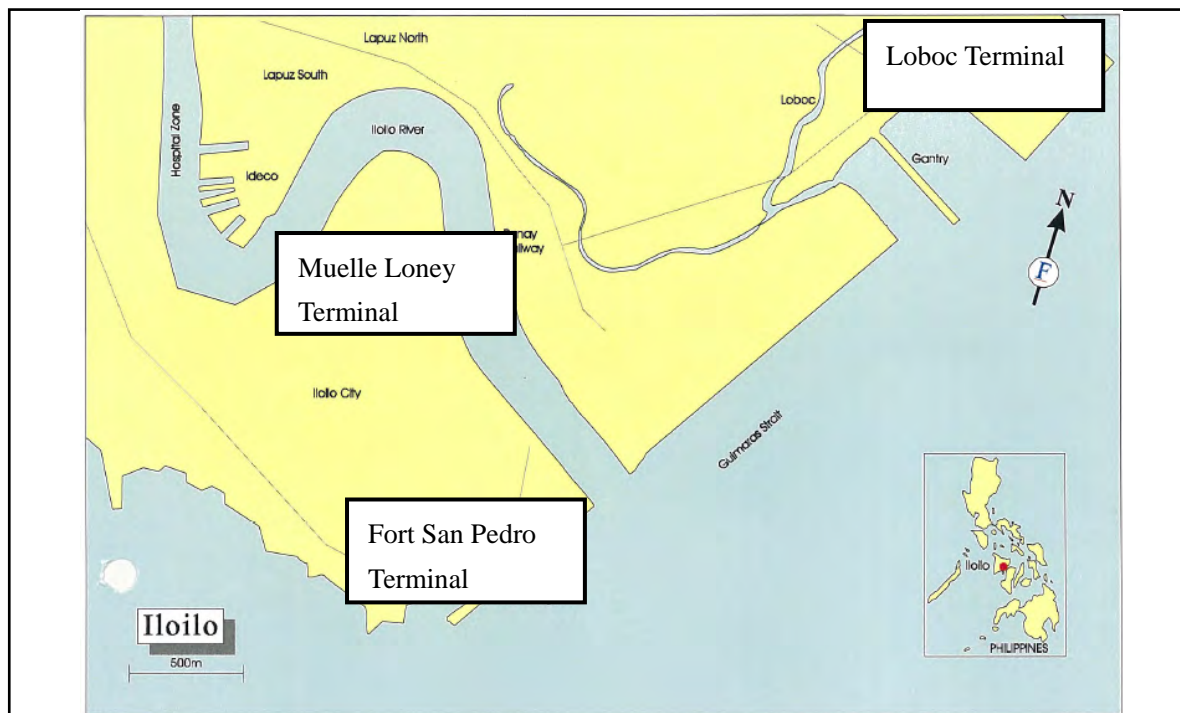 Lapuz North
Loboc Terminal
Lapuz South
Loboc
Hospital Zone
Iloilo River
Gantry
Ideco
N
F
Muelle Loney
Terminal
Iloilo City
Guimaras Strait
Fort San Pedro
Terminal
Iloilo
500m
Iloilo
PHILIPPINES